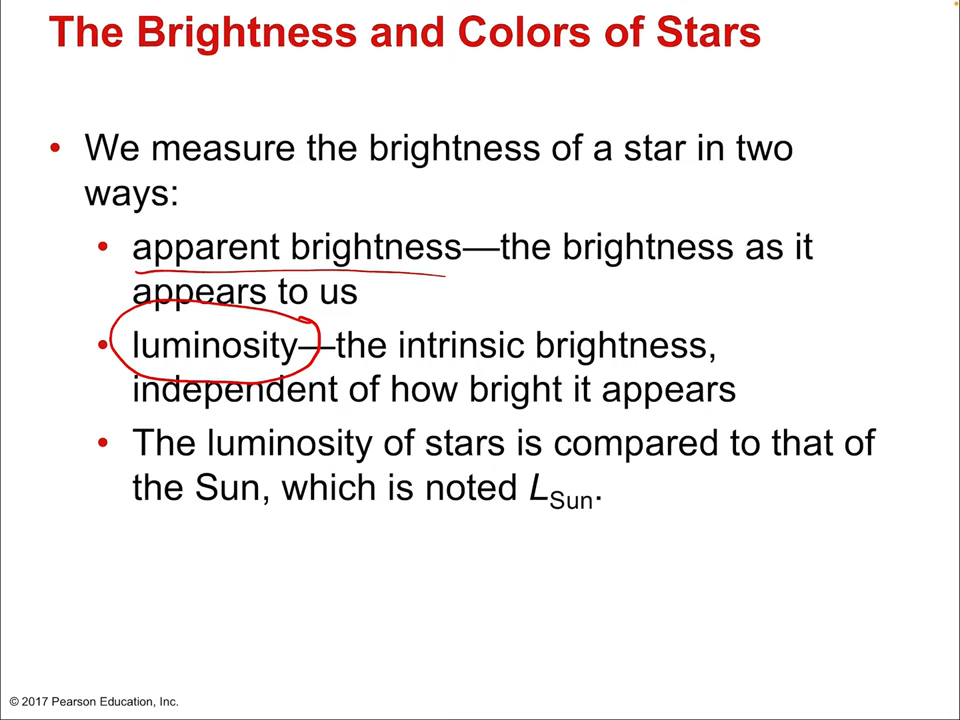 The Brightness and Colors of Stars
• We measure the brightness of a star in two
ways:
• apparent brightness—the brightness as it
appears to us
• luminosity—the intrinsic brightness,
independent of how bright it appears
• The luminosity of stars is compared to that of
the Sun, which is noted L Sun.
© 2017 Pearson Education, Inc.